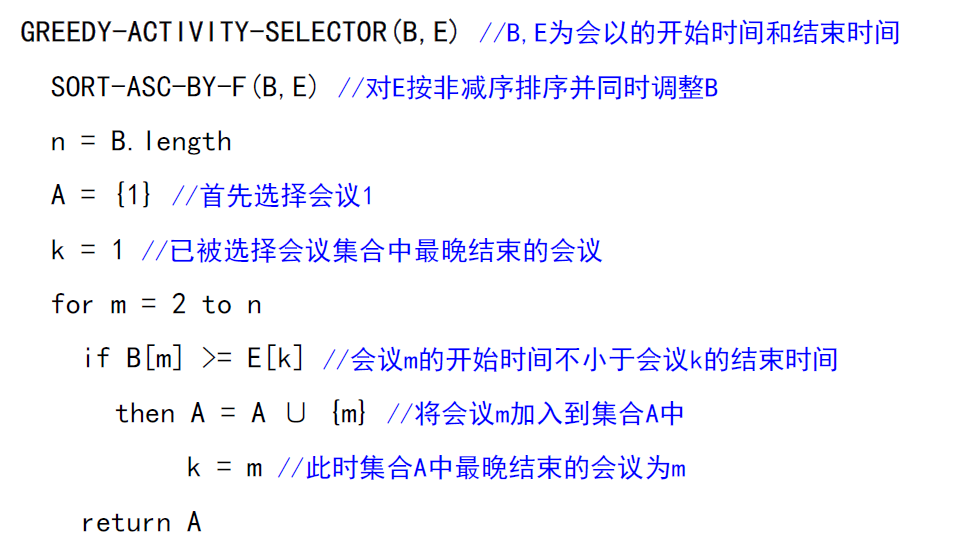 GREEDY-ACTIVITY-SELECTOR(B,E) //B,E为会以的开始时间和结束时间
SORT-ASC-BY-F(B,E) //对E按非减序排序并同时调整B
n = B.length
A = {1} //首先选择会议1
k = 1 //已被选择会议集合中最晚结束的会议
for m = 2 to n
if B[m] >= E[k] //会议m的开始时间不小于会议k的结束时间
then A = A ∪ {m} //将会议m加入到集合A中
k = m //此时集合A中最晚结束的会议为m
return A